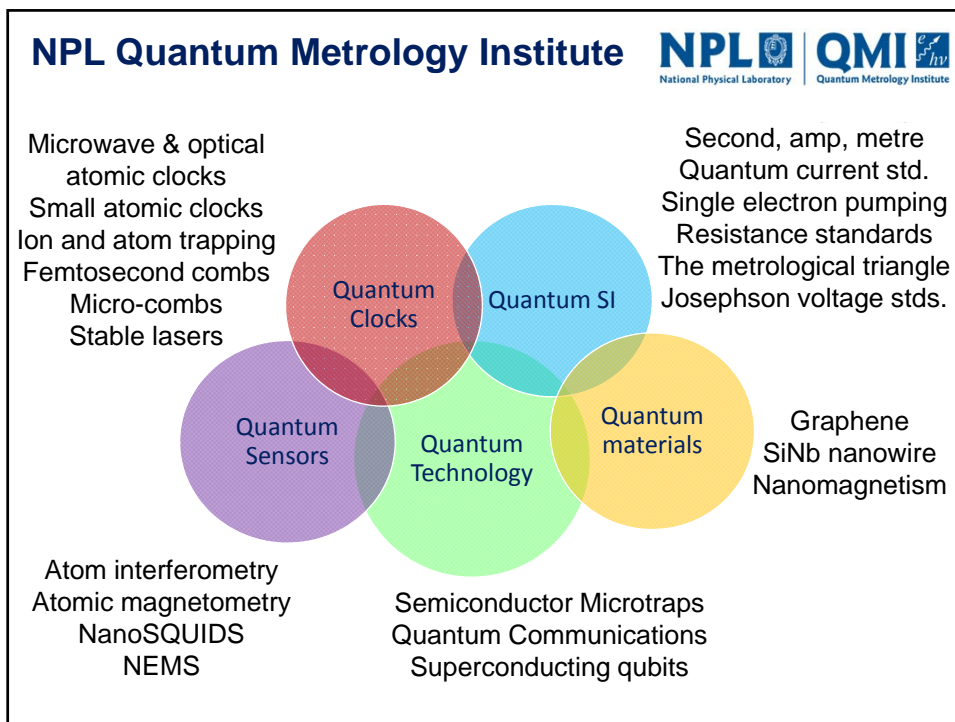 NPL Quantum Metrology Institute
NPL
National Physical Laboratory
QMI
Quantum Metrology Institute
e
hν
Microwave & optical
atomic clocks
Small atomic clocks
Ion and atom trapping
Femtosecond combs
Micro-combs
Stable lasers
Second, amp, metre
Quantum current std.
Single electron pumping
Resistance standards
The metrological triangle
Josephson voltage stds.
Quantum
Clocks
Quantum SI
Quantum
Sensors
Quantum
Technology
Quantum
materials
Graphene
SiNb nanowire
Nanomagnetism
Atom interferometry
Atomic magnetometry
NanoSQUIDS
NEMS
Semiconductor Microtraps
Quantum Communications
Superconducting qubits